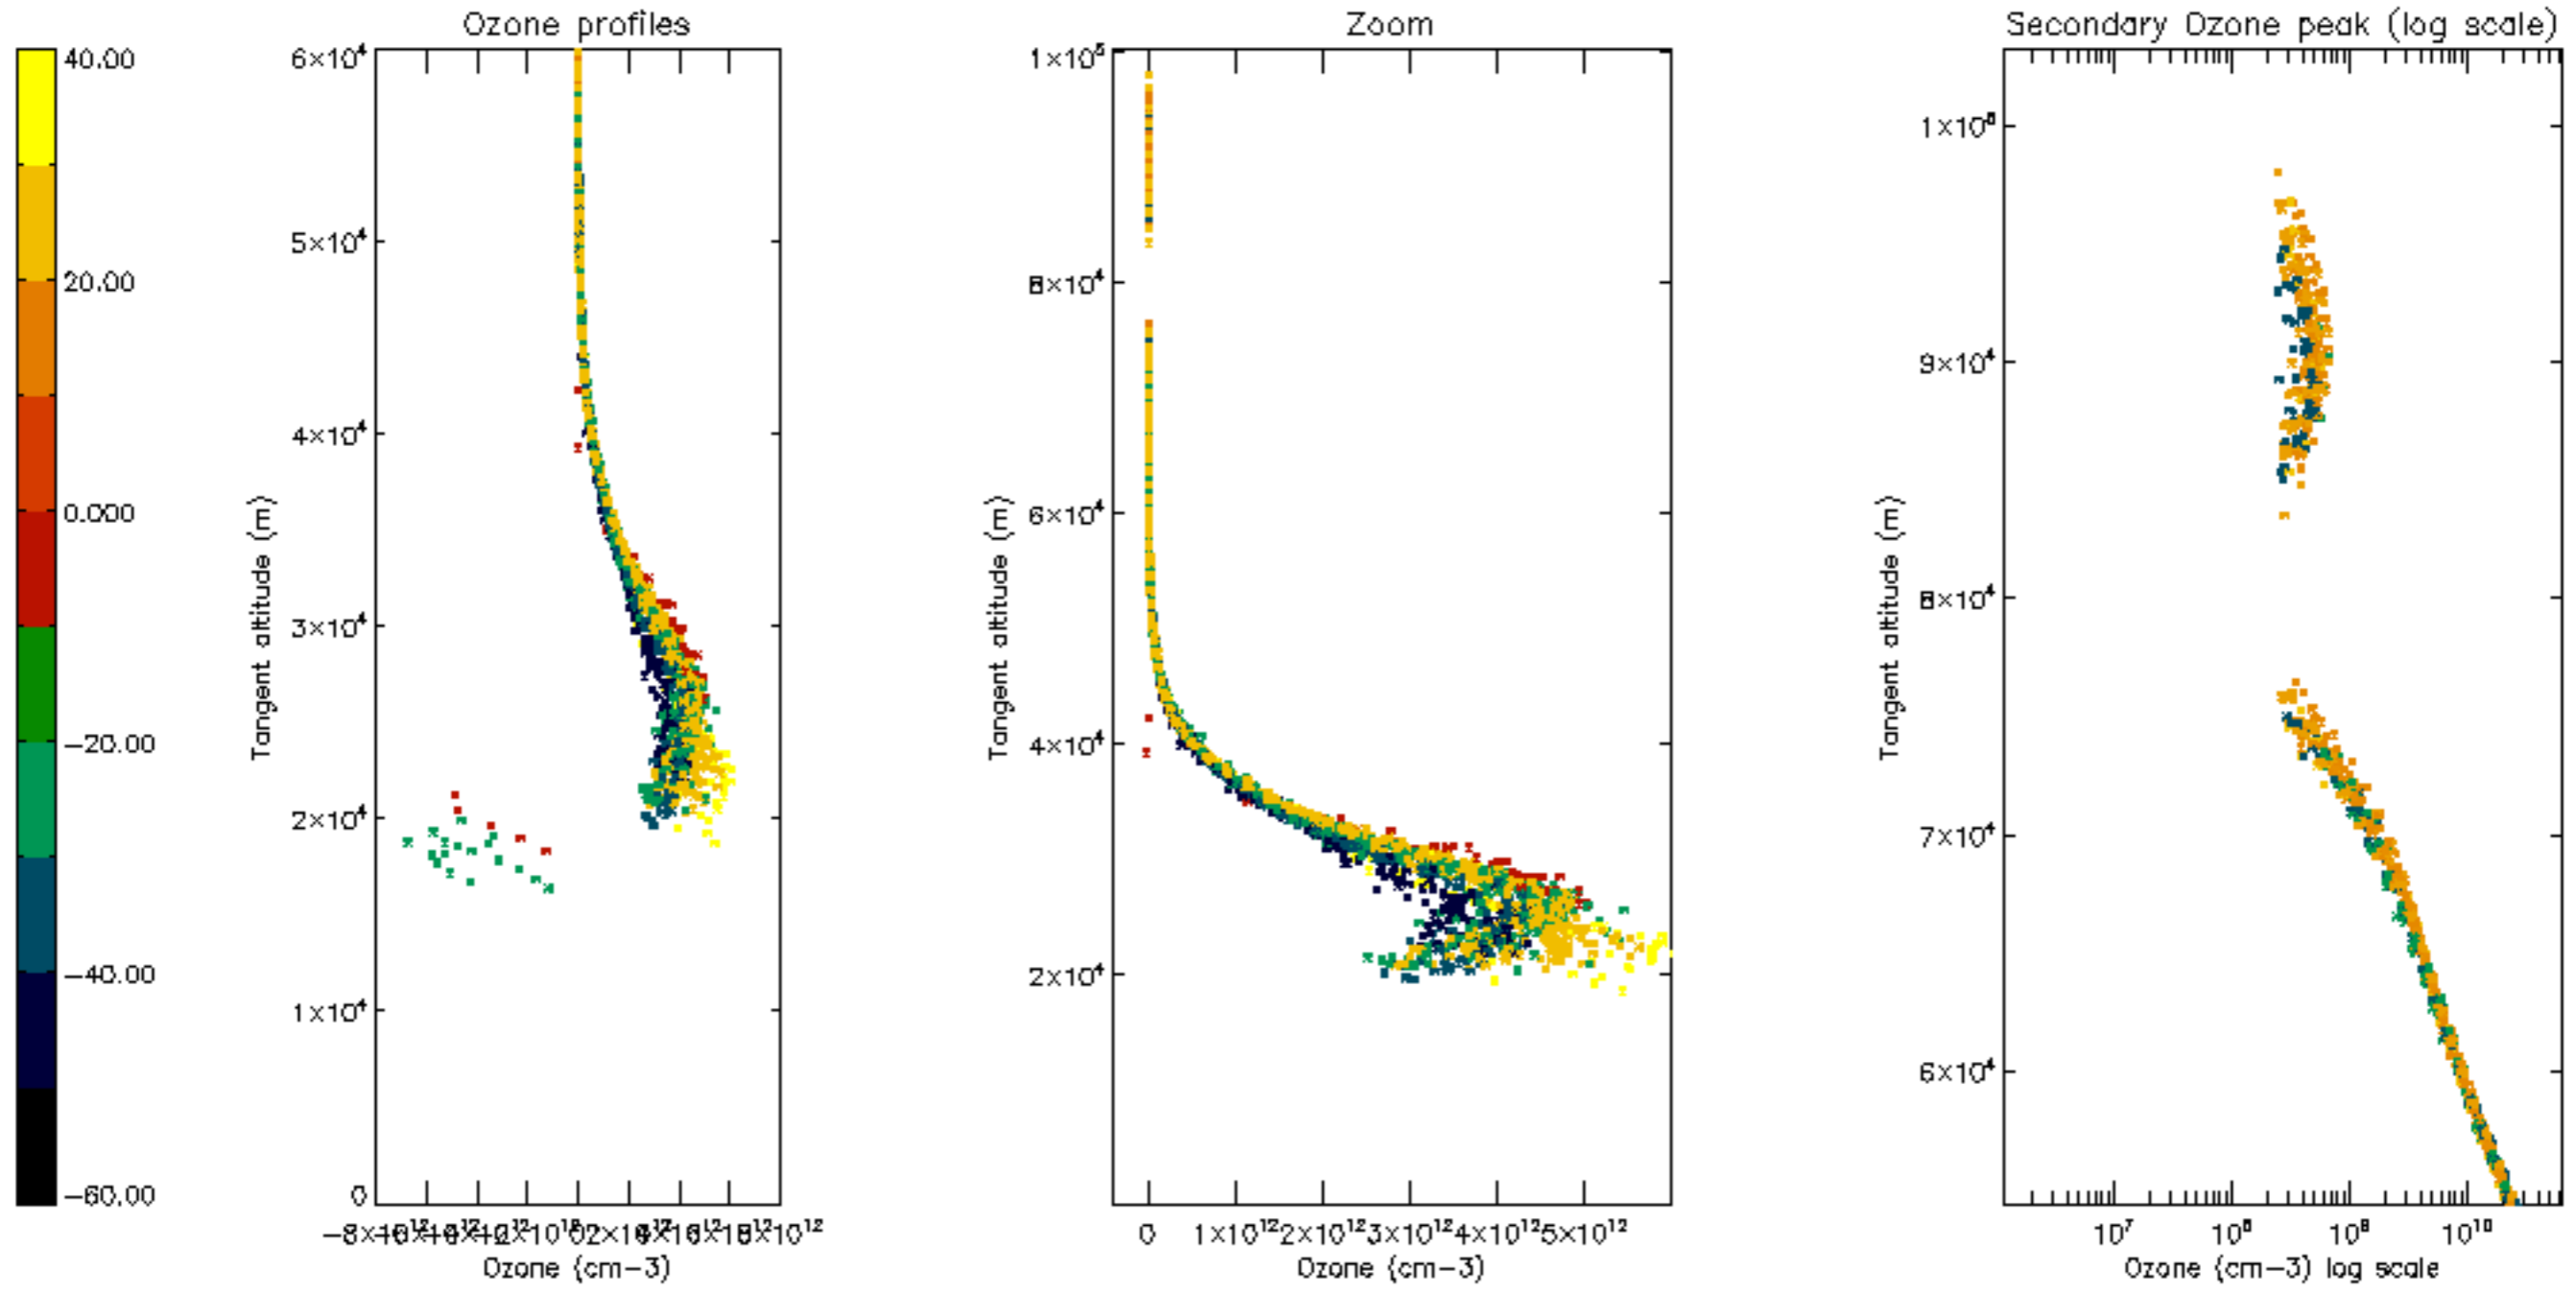 Ozone profiles
Zoom
Secondary Ozone peak (log scale)
40.00
20.00
0.000
−20.00
−40.00
−60.00
6×10⁴
5×10⁴
4×10⁴
3×10⁴
2×10⁴
1×10⁴
0
Tangent altitude (m)
Ozone (cm−3)
1×10⁵
8×10⁴
6×10⁴
4×10⁴
2×10⁴
Tangent altitude (m)
0 1×10¹² 2×10¹² 3×10¹² 4×10¹² 5×10¹²
Ozone (cm−3)
1×10⁵
9×10⁴
8×10⁴
7×10⁴
6×10⁴
Tangent altitude (m)
10⁷ 10⁸ 10⁹ 10¹⁰
Ozone (cm−3) log scale